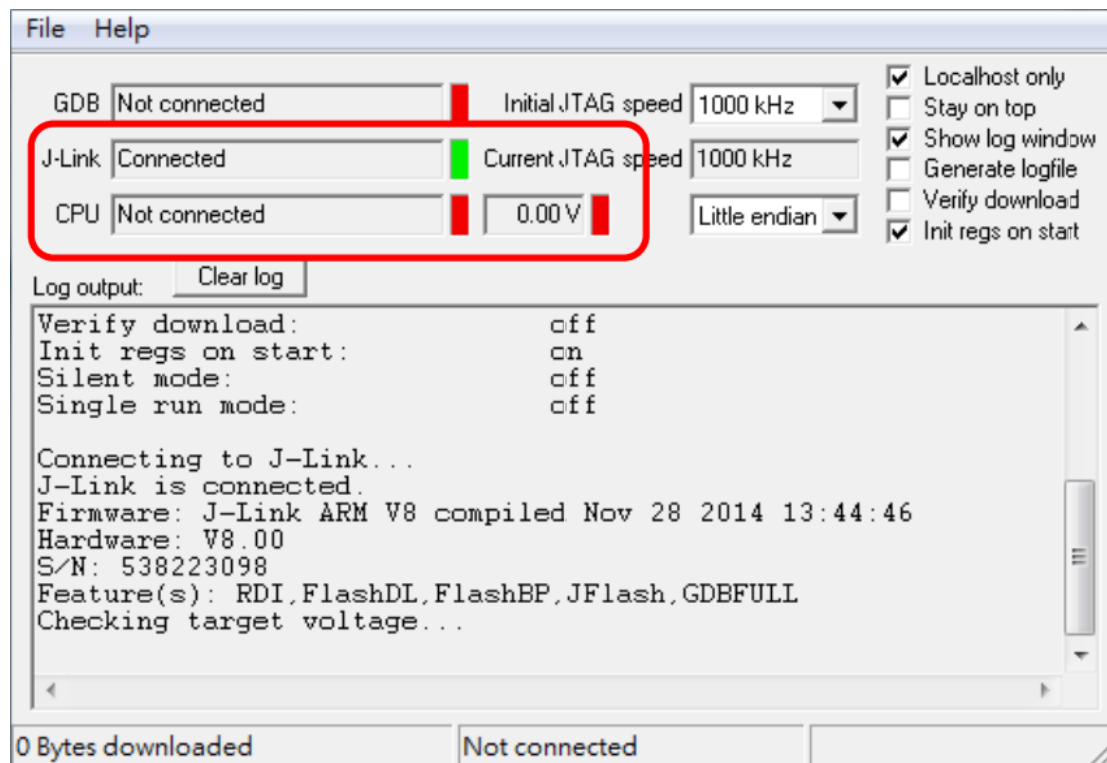 File Help
GDB Not connected Initial JTAG speed 1000 kHz Localhost only
Stay on top
J-Link Connected Current JTAG speed 1000 kHz Show log window
Generate logfile
CPU Not connected 0.00 V Little endian Verify download
Init regs on start
Log output: Clear log
Verify download: off
Init regs on start: on
Silent mode: off
Single run mode: off
Connecting to J-Link...
J-Link is connected.
Firmware: J-Link ARM V8 compiled Nov 28 2014 13:44:46
Hardware: V8.00
S/N: 538223098
Feature(s): RDI,FlashDL,FlashBP,JFlash,GDBFULL
Checking target voltage...
0 Bytes downloaded Not connected